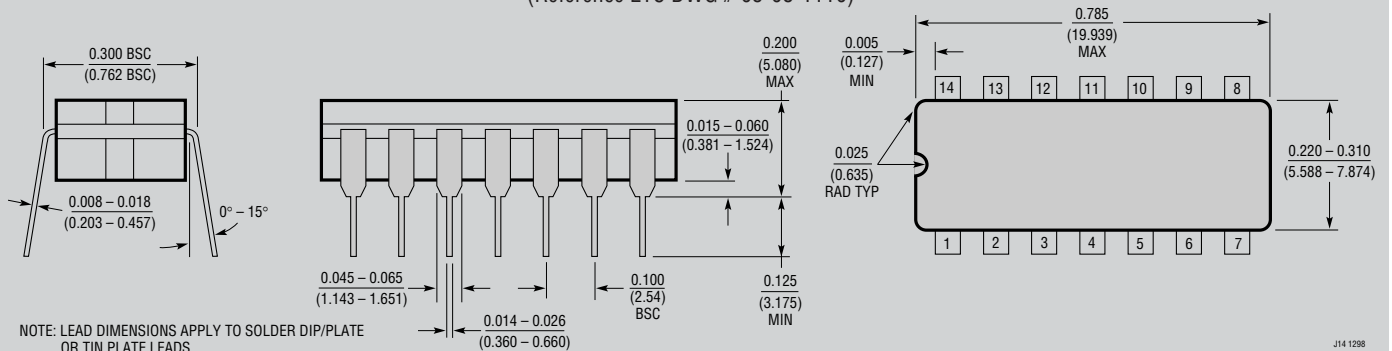 0.300 BSC
(0.762 BSC)
0.008 – 0.018
(0.203 – 0.457)
0° – 15°
0.200
(5.080)
MAX
0.015 – 0.060
(0.381 – 1.524)
0.045 – 0.065
(1.143 – 1.651)
0.100
(2.54)
BSC
0.125
(3.175)
MIN
0.014 – 0.026
(0.360 – 0.660)
0.005
(0.127)
MIN
0.785
(19.939)
MAX
14 13 12 11 10 9 8
0.025
(0.635)
RAD TYP
0.220 – 0.310
(5.588 – 7.874)
1 2 3 4 5 6 7
NOTE: LEAD DIMENSIONS APPLY TO SOLDER DIP/PLATE
OR TIN PLATE LEADS
J14 1298